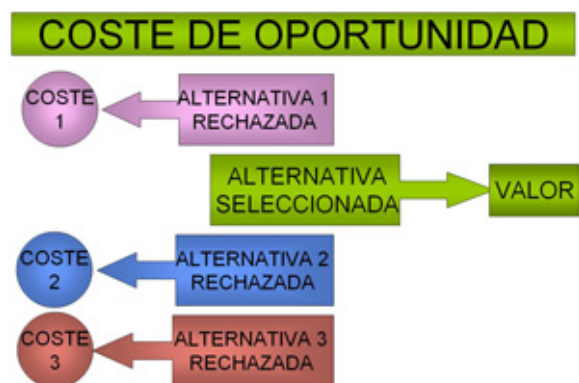 COSTE DE OPORTUNIDAD
COSTE
1
ALTERNATIVA 1
RECHAZADA
ALTERNATIVA
SELECCIONADA
VALOR
COSTE
2
ALTERNATIVA 2
RECHAZADA
COSTE
3
ALTERNATIVA 3
RECHAZADA